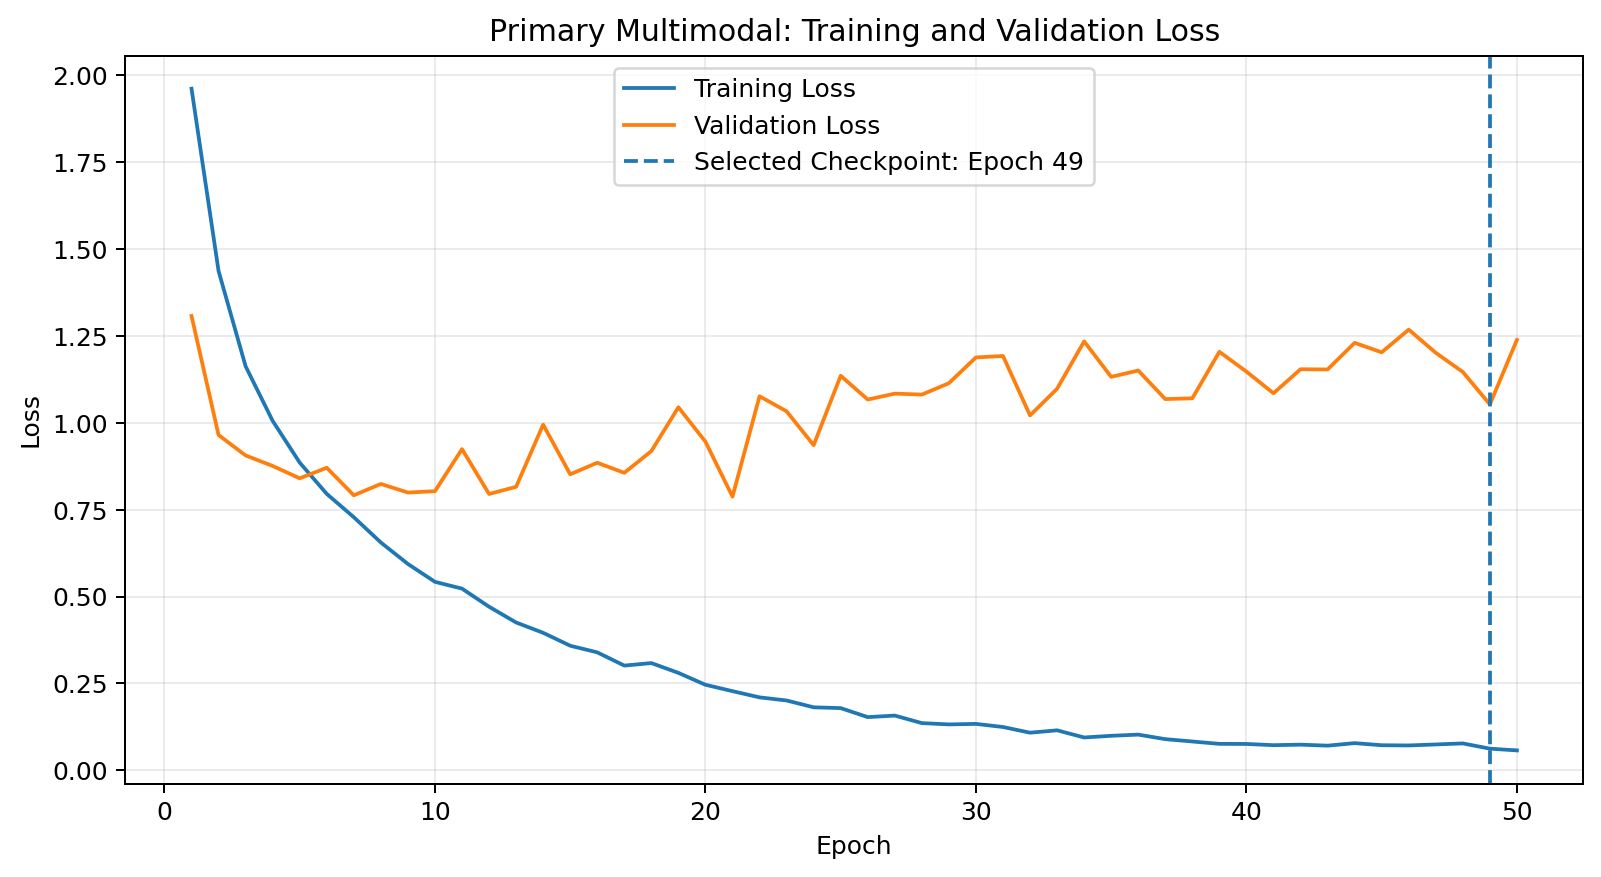 Primary Multimodal: Training and Validation Loss
Training Loss
Validation Loss
Selected Checkpoint: Epoch 49
2.00
1.75
1.50
1.25
1.00
0.75
0.50
0.25
0.00
Loss
0 10 20 30 40 50
Epoch